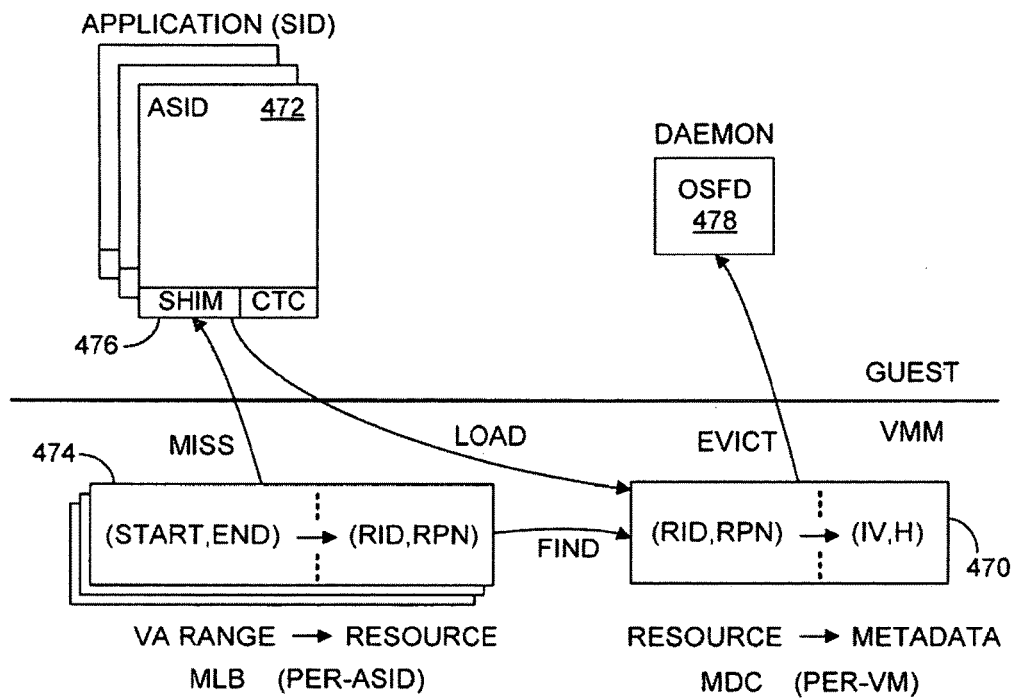 APPLICATION (SID)
ASID 472
SHIM CTC
476
DAEMON
OSFD
478
GUEST
VMM
MISS
LOAD
EVICT
474
(START,END) → (RID,RPN)
FIND
(RID,RPN) → (IV,H)
470
VA RANGE → RESOURCE
MLB (PER-ASID)
RESOURCE → METADATA
MDC (PER-VM)